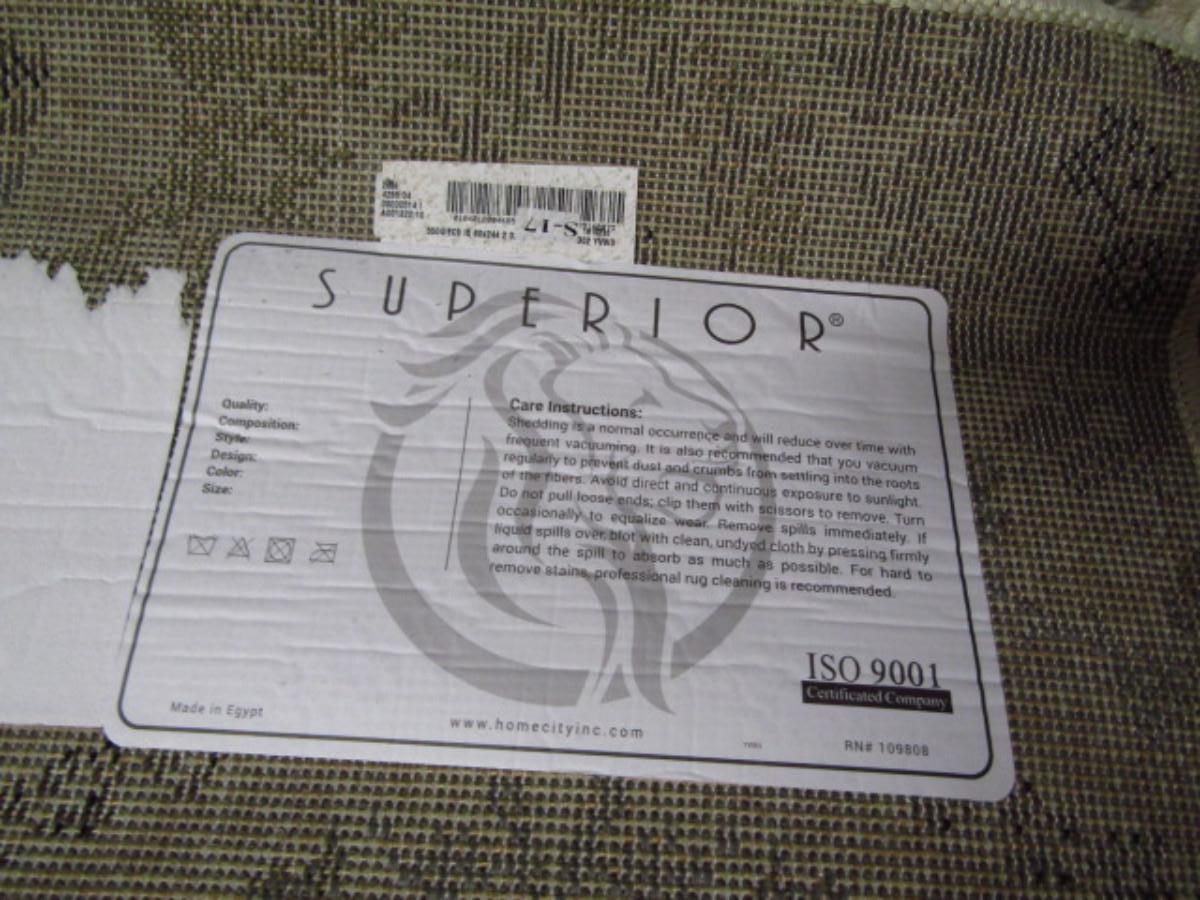 S-17
SUPERIOR®
Quality:
Composition:
Style:
Design:
Color:
Size:
Care Instructions:
Shedding is a normal occurrence and will reduce over time with
frequent vacuuming. It is also recommended that you vacuum
regularly to prevent dust and crumbs from settling into the roots
of the fibers. Avoid direct and continuous exposure to sunlight.
Do not pull loose ends; clip them with scissors to remove. Turn
occasionally to equalize wear. Remove spills immediately. If
liquid spills over, blot with clean, undyed cloth by pressing firmly
around the spill to absorb as much as possible. For hard to
remove stains, professional rug cleaning is recommended.
ISO 9001
Certificated Company
Made in Egypt
www.homecityinc.com
RN# 109808